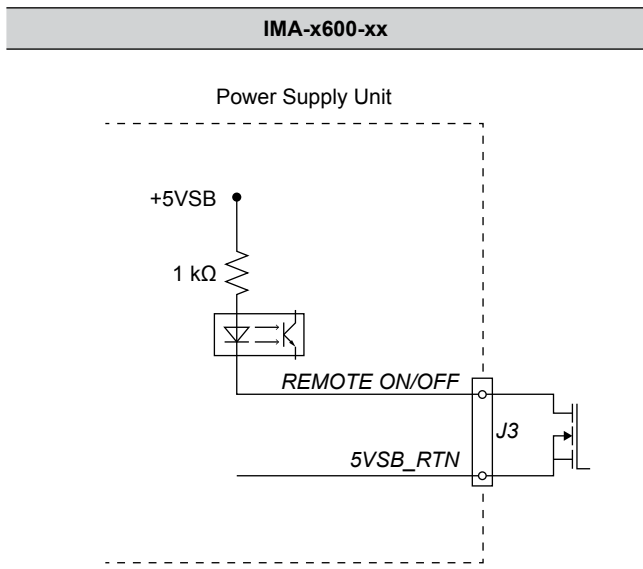 IMA-x600-xx
Power Supply Unit
+5VSB
1 kΩ
REMOTE ON/OFF
J3
5VSB_RTN